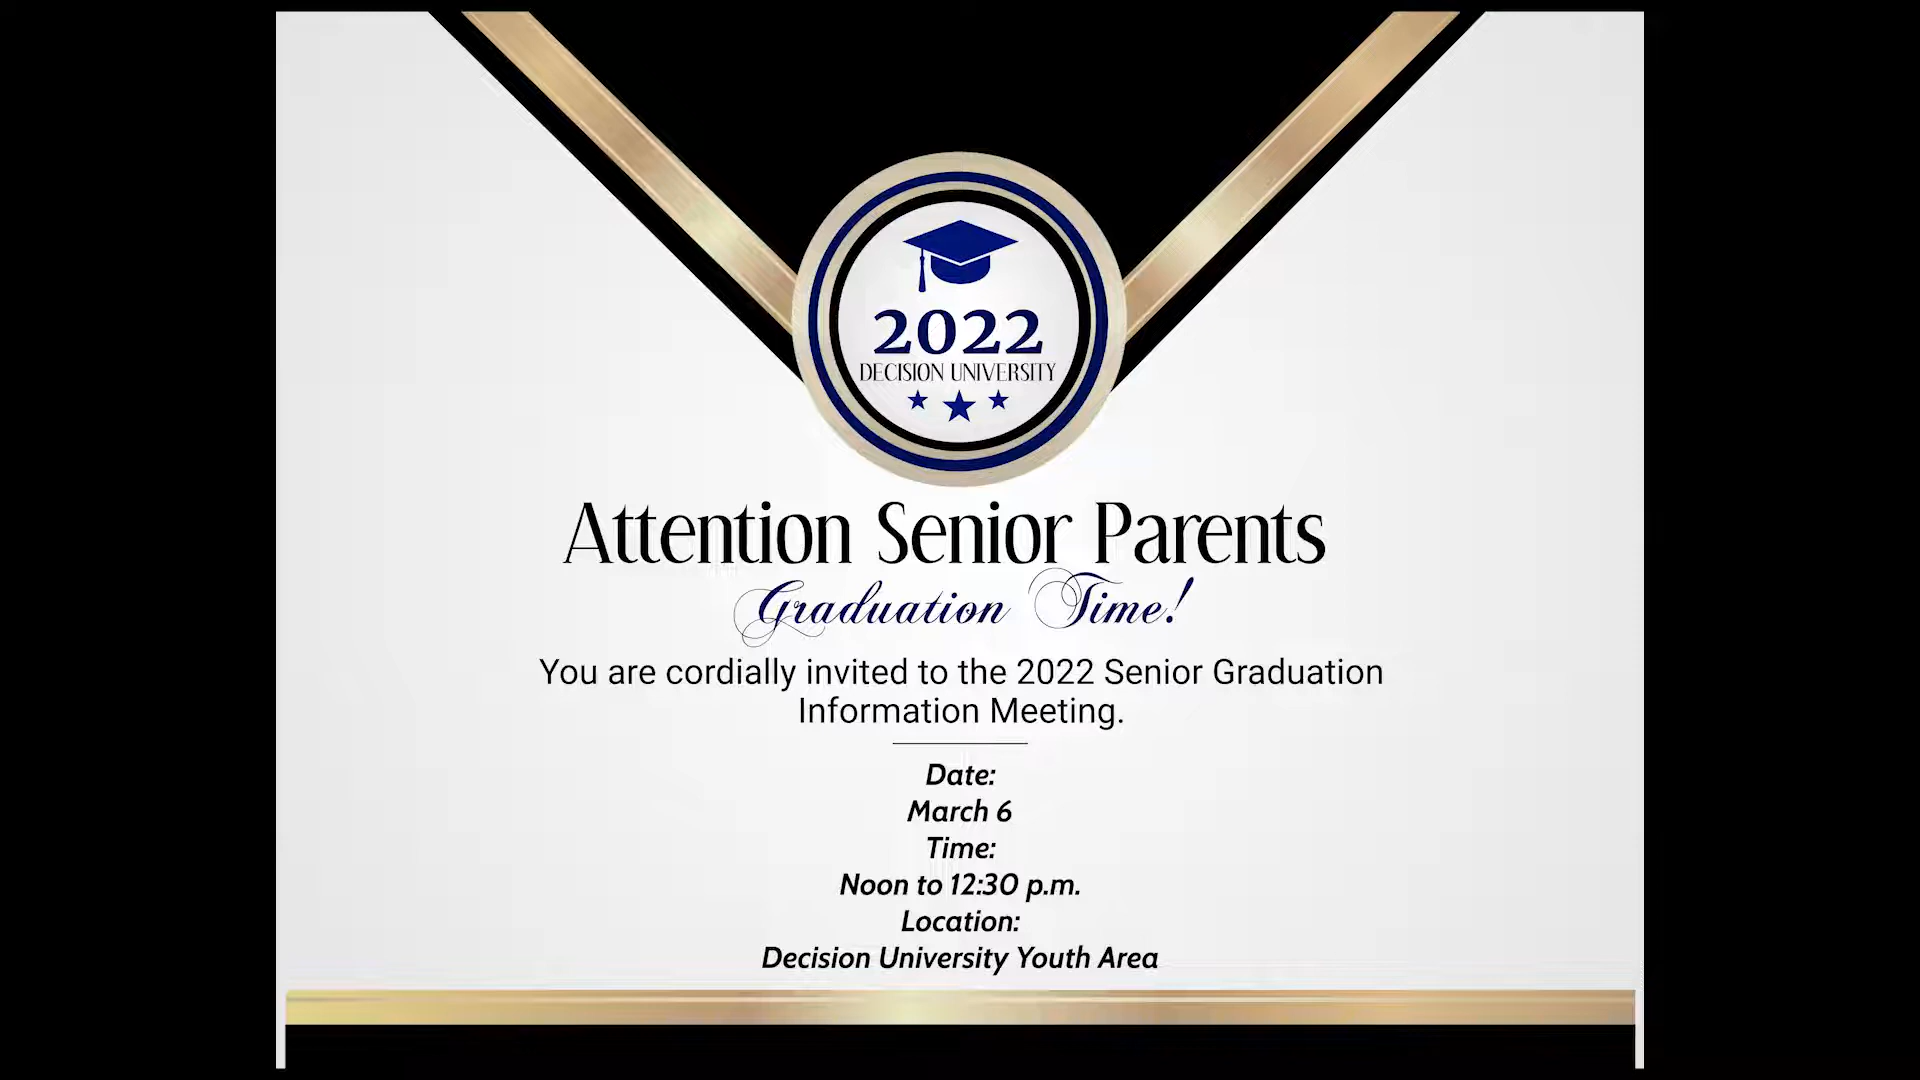 2022
DECISION UNIVERSITY
Attention Senior Parents
Graduation Time!
You are cordially invited to the 2022 Senior Graduation
Information Meeting.
Date:
March 6
Time:
Noon to 12:30 p.m.
Location:
Decision University Youth Area